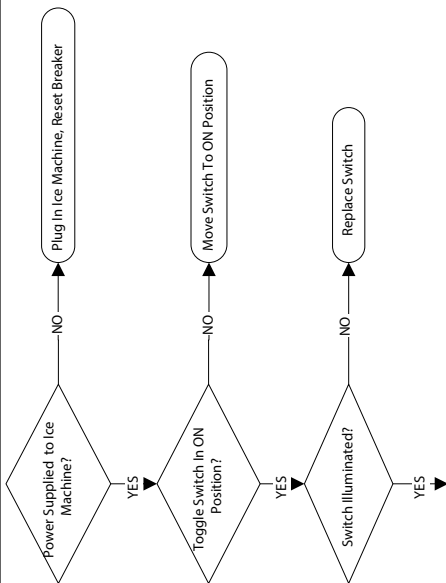 Power Supplied to Ice
Machine?
NO
Plug In Ice Machine, Reset Breaker
YES
Toggle Switch In ON
Position?
NO
Move Switch To ON Position
YES
Switch Illuminated?
NO
Replace Switch
YES